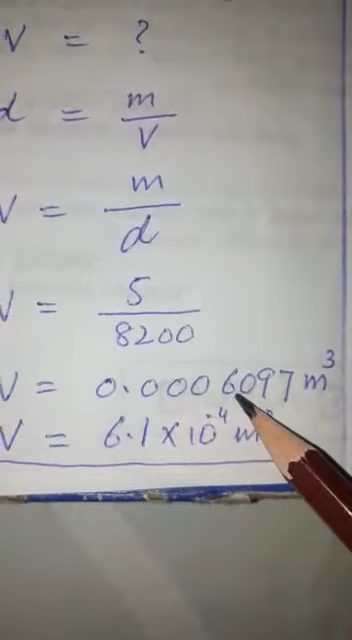 V = ?
d = m/V
V = m/d
V = 5/8200
V = 0.0006097 m³
V = 6.1 × 10⁻⁴ m